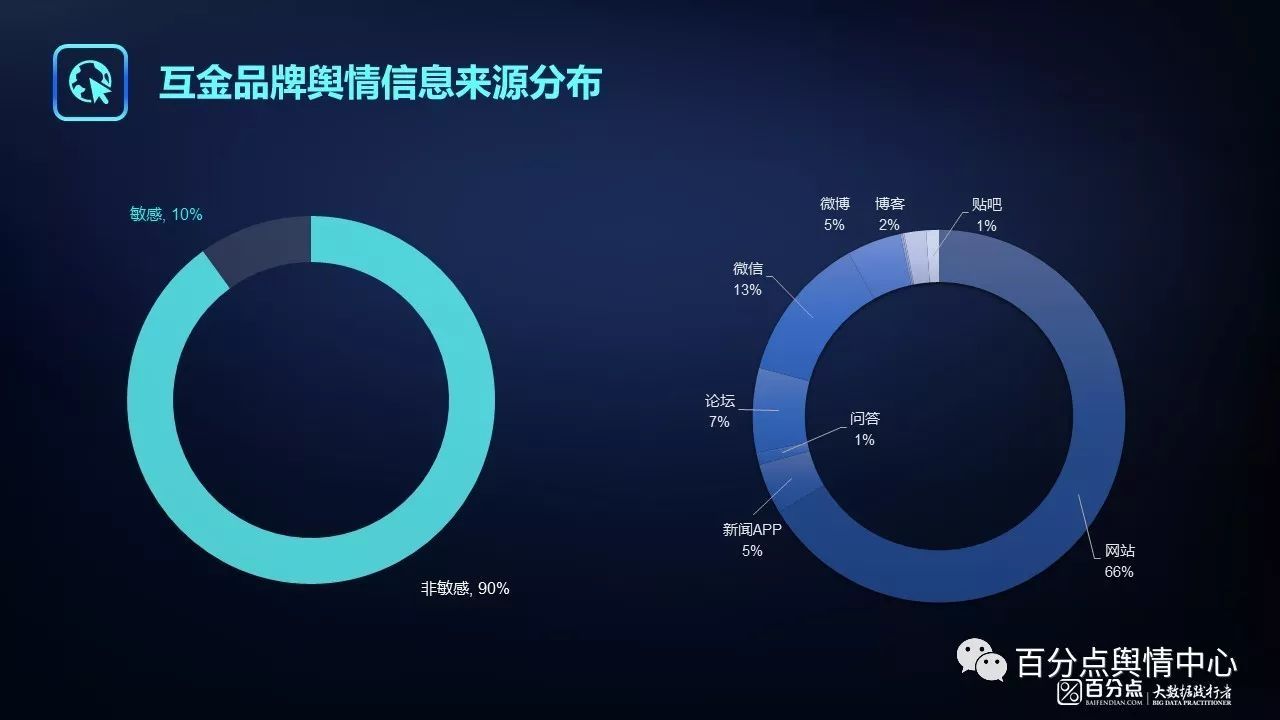 互金品牌舆情信息来源分布
敏感, 10%
非敏感, 90%
微博
5%
博客
2%
贴吧
1%
微信
13%
论坛
7%
问答
1%
新闻APP
5%
网站
66%
百分点舆情中心
百分点
BAIFENDIAN.COM
大数据践行者
BIG DATA PRACTITIONER